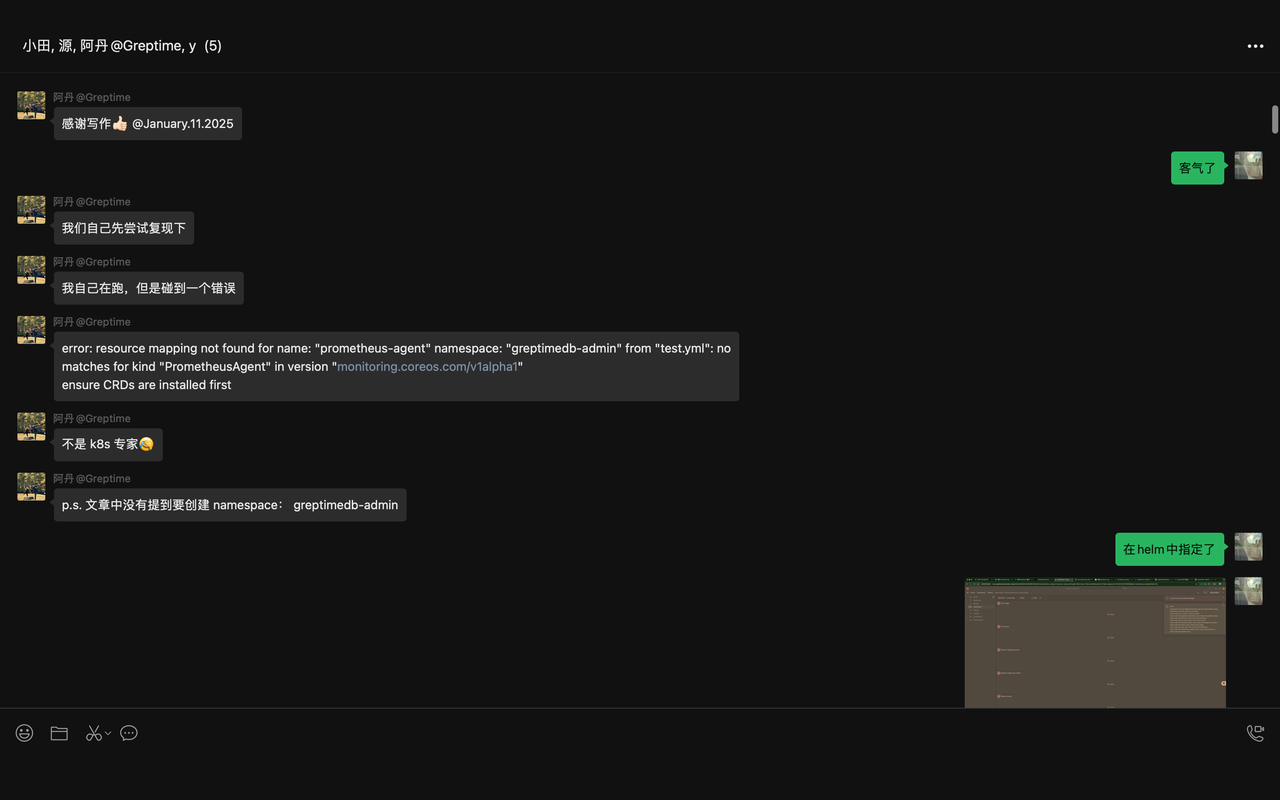 小田, 源, 阿丹@Greptime, y (5)
阿丹@Greptime
感谢写作👍🏻 @January.11.2025
客气了
阿丹@Greptime
我们自己先尝试复现下
阿丹@Greptime
我自己在跑，但是碰到一个错误
阿丹@Greptime
error: resource mapping not found for name: "prometheus-agent" namespace: "greptimedb-admin" from "test.yml": no
matches for kind "PrometheusAgent" in version "monitoring.coreos.com/v1alpha1"
ensure CRDs are installed first
阿丹@Greptime
不是 k8s 专家🤣
阿丹@Greptime
p.s. 文章中没有提到要创建 namespace： greptimedb-admin
在helm中指定了